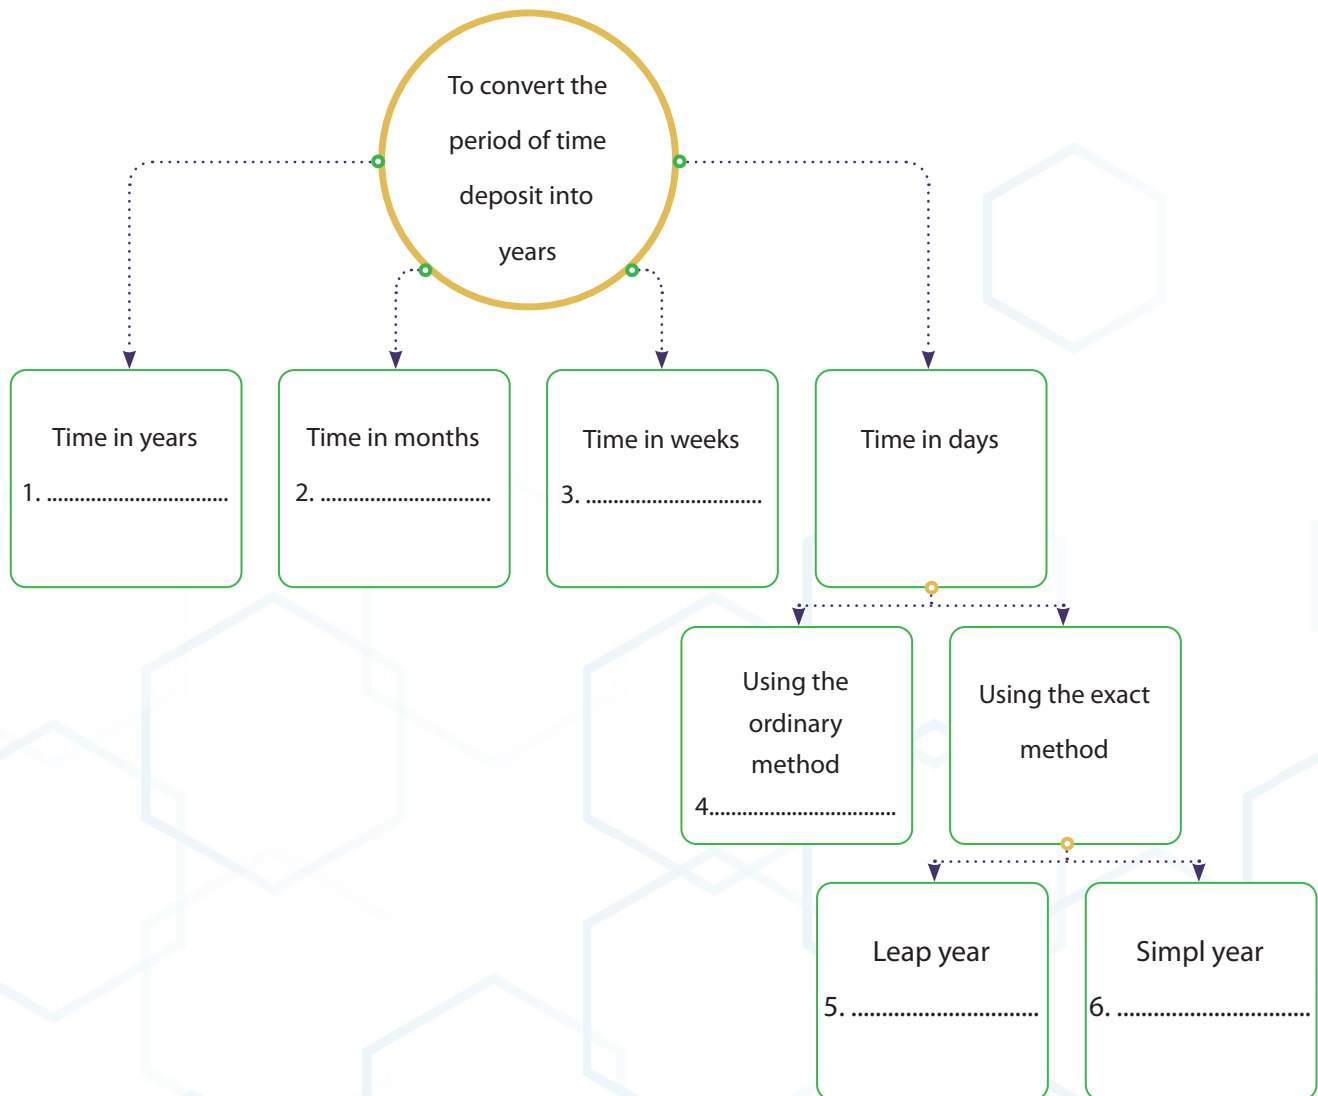 To convert the
period of time
deposit into
years
Time in years
1. .................................
Time in months
2. ...............................
Time in weeks
3. ................................
Time in days
Using the
ordinary
method
4..................................
Using the exact
method
Leap year
5. ............................
Simpl year
6. .............................